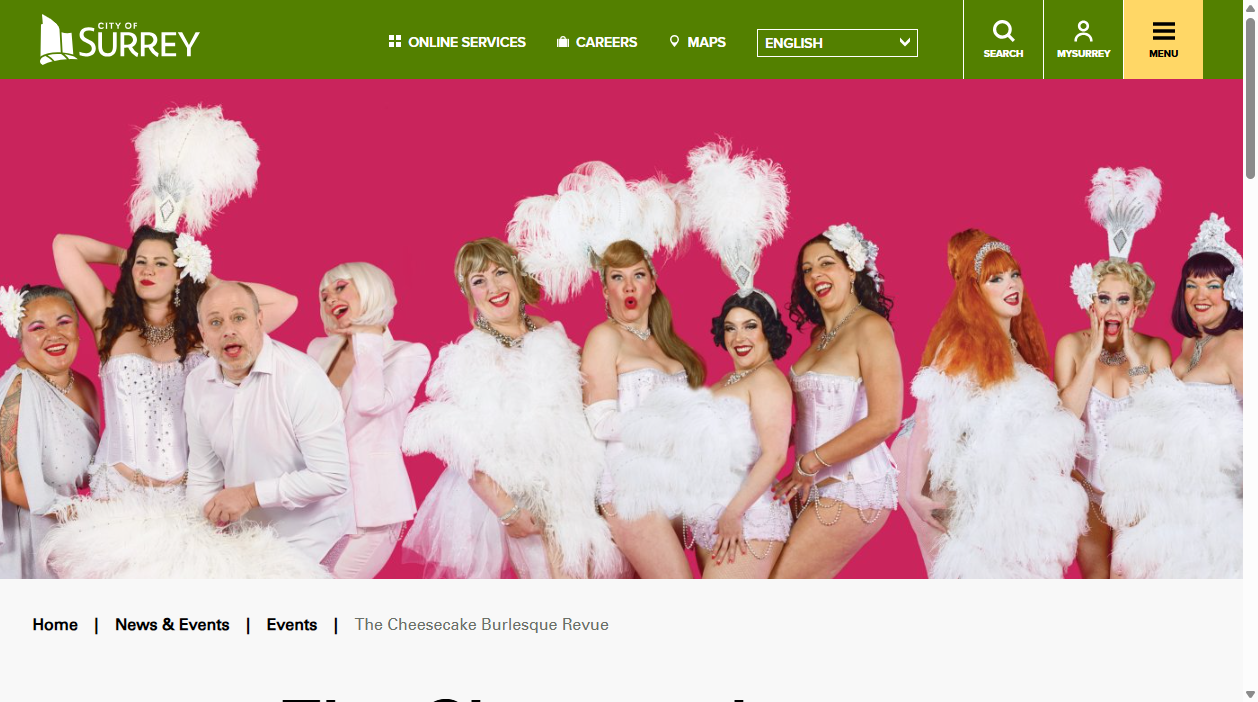 CITY OF
SURREY
ONLINE SERVICES
CAREERS
MAPS
ENGLISH
SEARCH
MYSURREY
MENU
Home | News & Events | Events | The Cheesecake Burlesque Revue